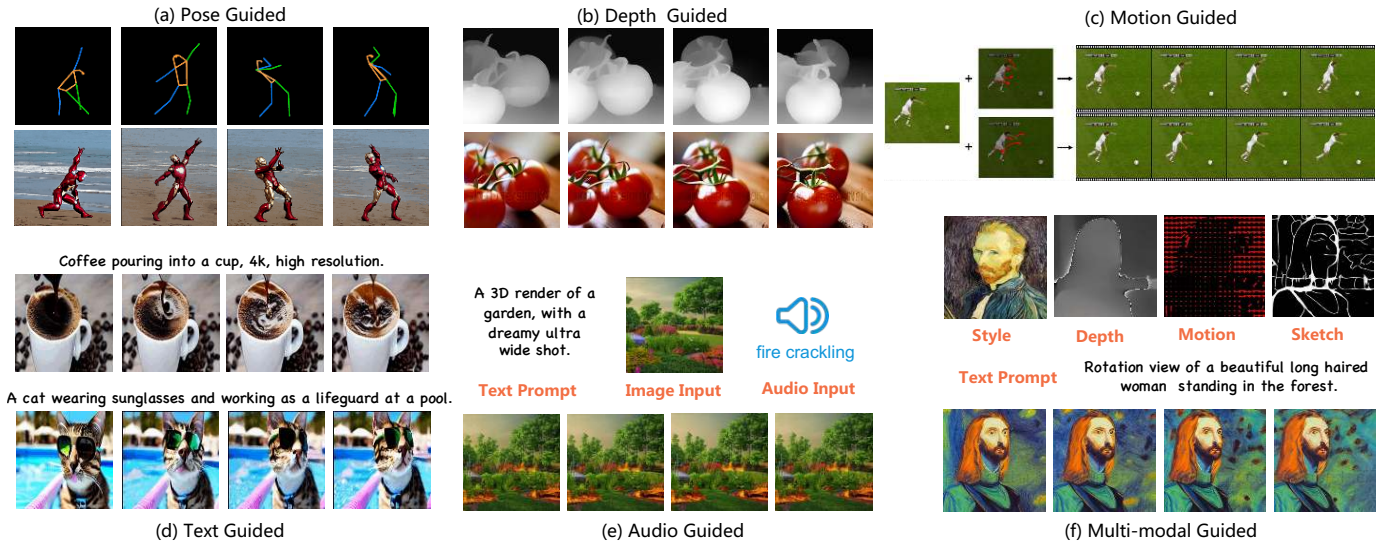 (a) Pose Guided
(b) Depth Guided
(c) Motion Guided
+
+
Coffee pouring into a cup, 4k, high resolution.
A cat wearing sunglasses and working as a lifeguard at a pool.
(d) Text Guided
A 3D render of a
garden, with a
dreamy ultra
wide shot.
fire crackling
Text Prompt
Image Input
Audio Input
(e) Audio Guided
Style
Depth
Motion
Sketch
Text Prompt
Rotation view of a beautiful long haired
woman standing in the forest.
(f) Multi-modal Guided